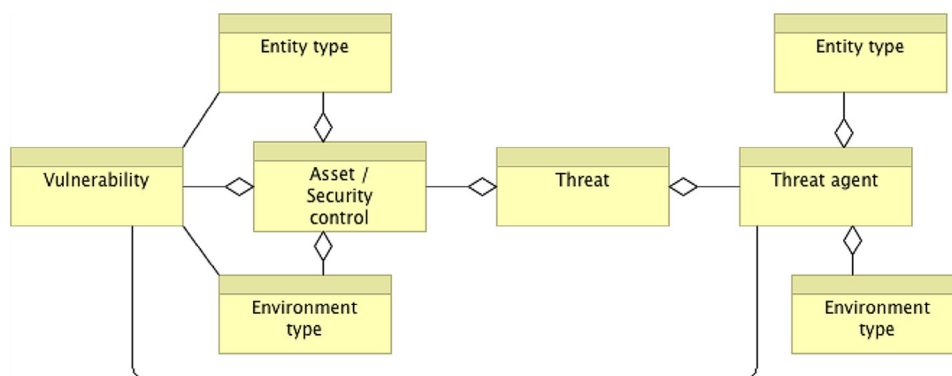 Entity type
Entity type
Vulnerability
Asset /
Security
control
Threat
Threat agent
Environment
type
Environment
type